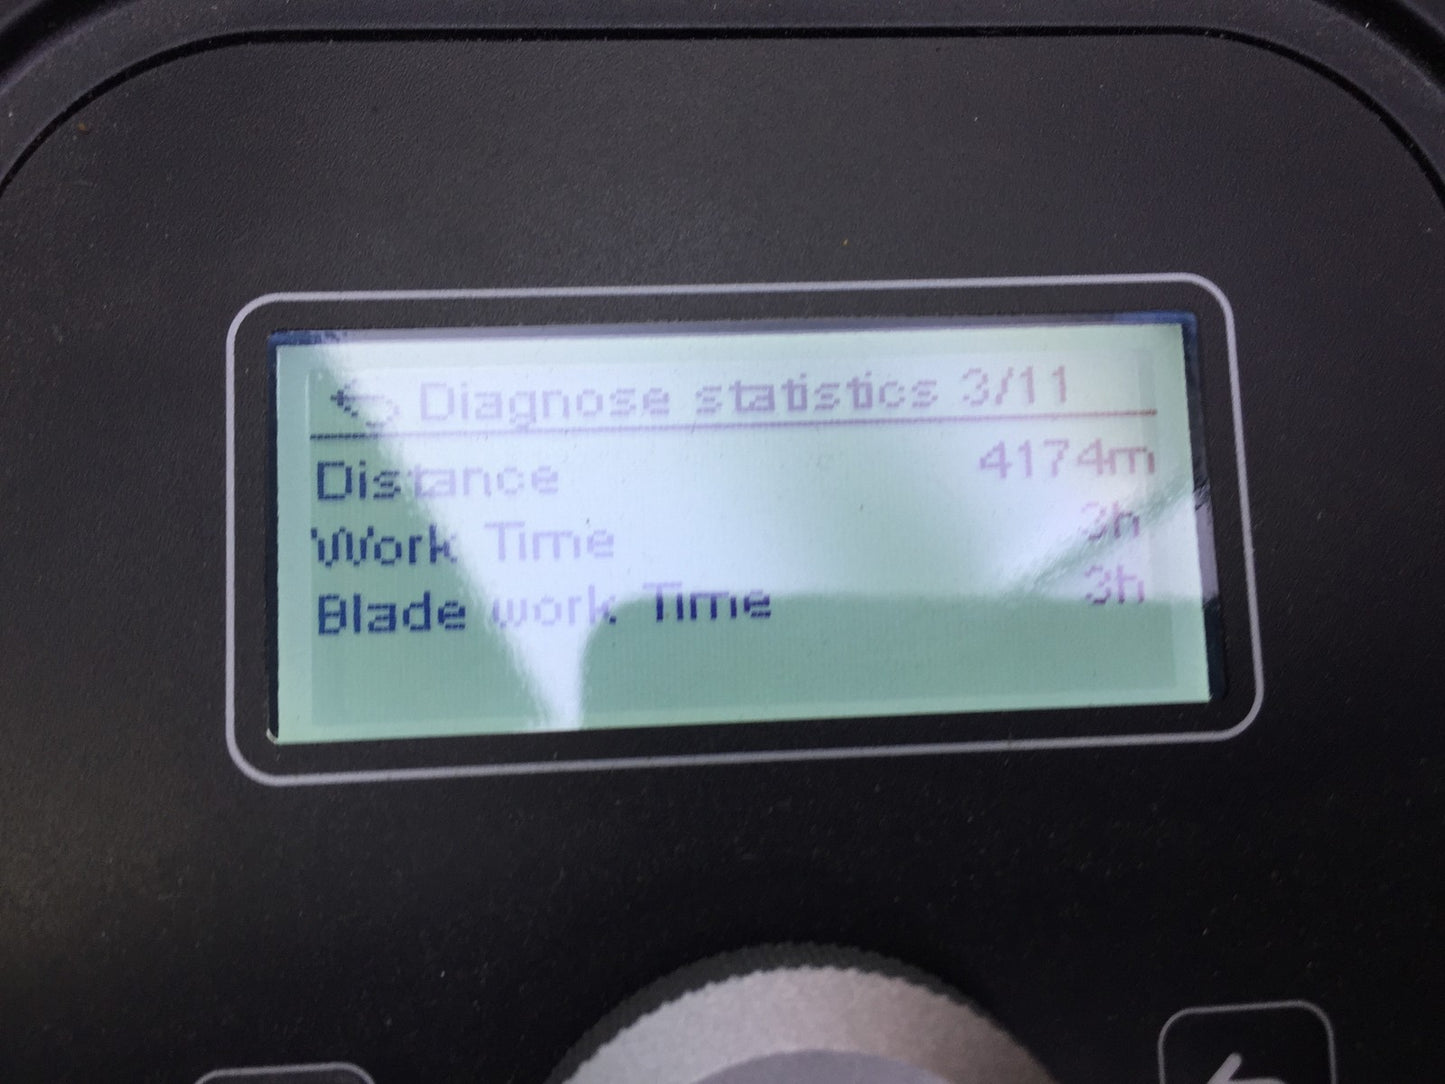 Diagnose statistics 3/11
Distance 4174m
Work Time 3h
Blade work Time 3h